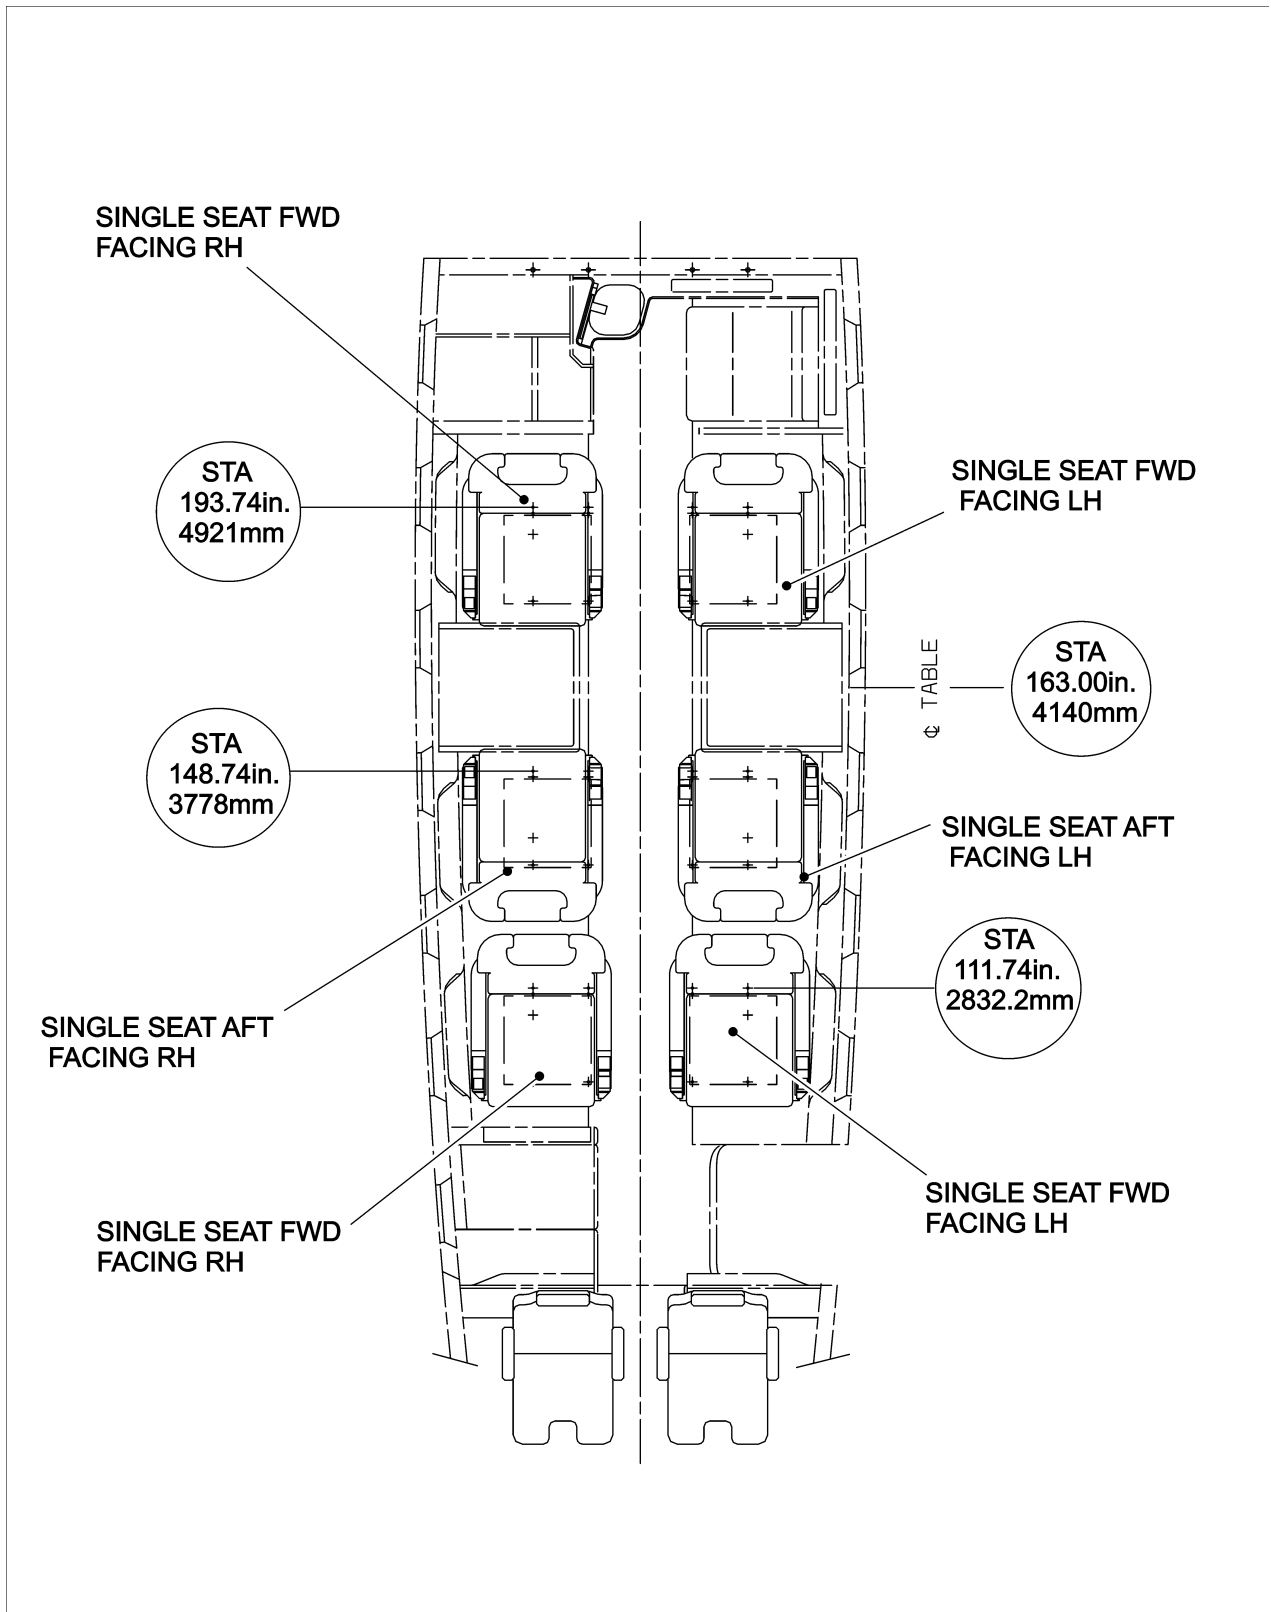 SINGLE SEAT FWD
FACING RH
STA
193.74in.
4921mm
SINGLE SEAT FWD
FACING LH
℄ TABLE
STA
163.00in.
4140mm
STA
148.74in.
3778mm
SINGLE SEAT AFT
FACING LH
STA
111.74in.
2832.2mm
SINGLE SEAT AFT
FACING RH
SINGLE SEAT FWD
FACING LH
SINGLE SEAT FWD
FACING RH